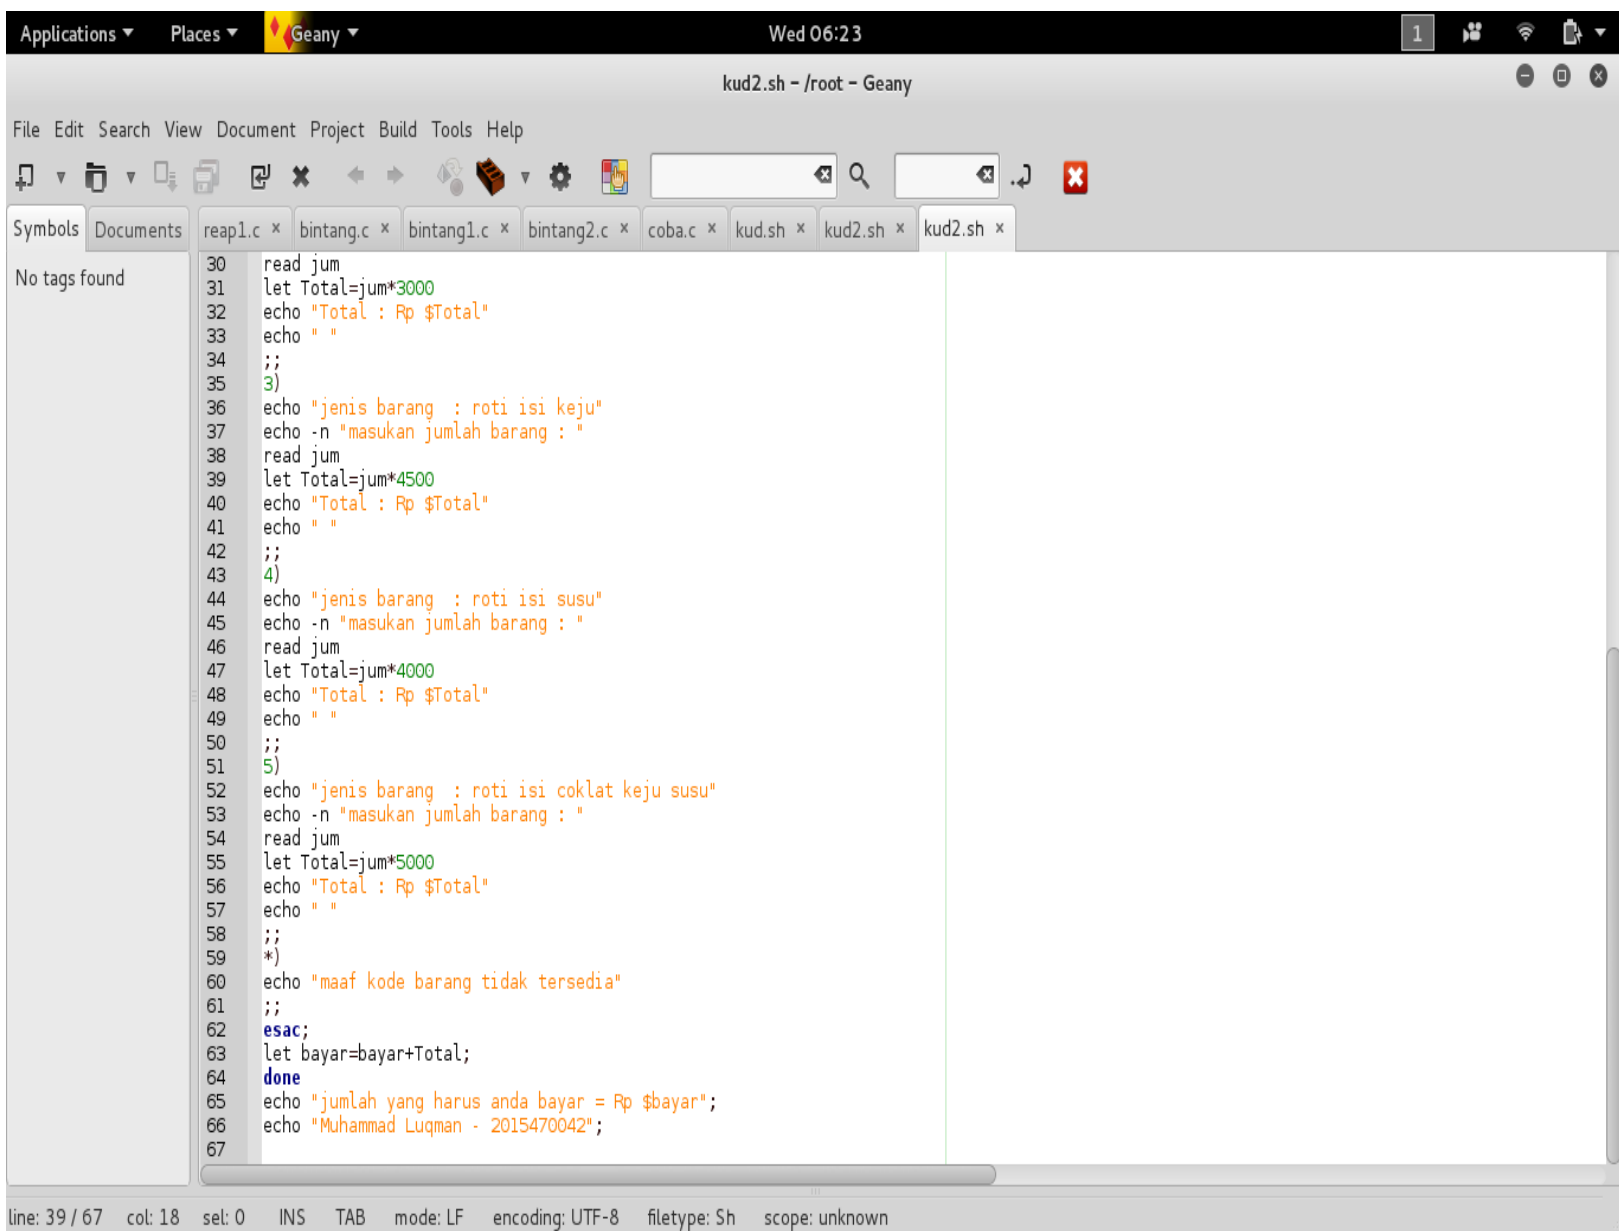 Applications Places Geany Wed 06:23 1
kud2.sh – /root – Geany
File Edit Search View Document Project Build Tools Help
Symbols Documents reap1.c × bintang.c × bintang1.c × bintang2.c × coba.c × kud.sh × kud2.sh × kud2.sh ×
No tags found
30 read jum
31 let Total=jum*3000
32 echo "Total : Rp $Total"
33 echo " "
34 ;;
35 3)
36 echo "jenis barang  : roti isi keju"
37 echo -n "masukan jumlah barang : "
38 read jum
39 let Total=jum*4500
40 echo "Total : Rp $Total"
41 echo " "
42 ;;
43 4)
44 echo "jenis barang  : roti isi susu"
45 echo -n "masukan jumlah barang : "
46 read jum
47 let Total=jum*4000
48 echo "Total : Rp $Total"
49 echo " "
50 ;;
51 5)
52 echo "jenis barang  : roti isi coklat keju susu"
53 echo -n "masukan jumlah barang : "
54 read jum
55 let Total=jum*5000
56 echo "Total : Rp $Total"
57 echo " "
58 ;;
59 *)
60 echo "maaf kode barang tidak tersedia"
61 ;;
62 esac;
63 let bayar=bayar+Total;
64 done
65 echo "jumlah yang harus anda bayar = Rp $bayar";
66 echo "Muhammad Luqman - 2015470042";
67
line: 39 / 67 col: 18 sel: 0 INS TAB mode: LF encoding: UTF-8 filetype: Sh scope: unknown